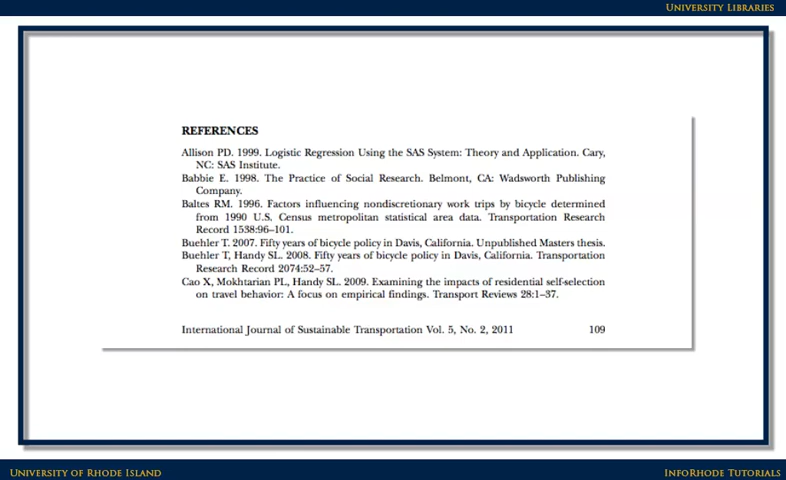 University Libraries
REFERENCES
Allison PD. 1999. Logistic Regression Using the SAS System: Theory and Application. Cary,
NC: SAS Institute.
Babbie E. 1998. The Practice of Social Research. Belmont, CA: Wadsworth Publishing
Company.
Baltes RM. 1996. Factors influencing nondiscretionary work trips by bicycle determined
from 1990 U.S. Census metropolitan statistical area data. Transportation Research
Record 1538:96–101.
Buehler T. 2007. Fifty years of bicycle policy in Davis, California. Unpublished Masters thesis.
Buehler T, Handy SL. 2008. Fifty years of bicycle policy in Davis, California. Transportation
Research Record 2074:52–57.
Cao X, Mokhtarian PL, Handy SL. 2009. Examining the impacts of residential self-selection
on travel behavior: A focus on empirical findings. Transport Reviews 28:1–37.
International Journal of Sustainable Transportation Vol. 5, No. 2, 2011 109
University of Rhode Island InfoRhode Tutorials